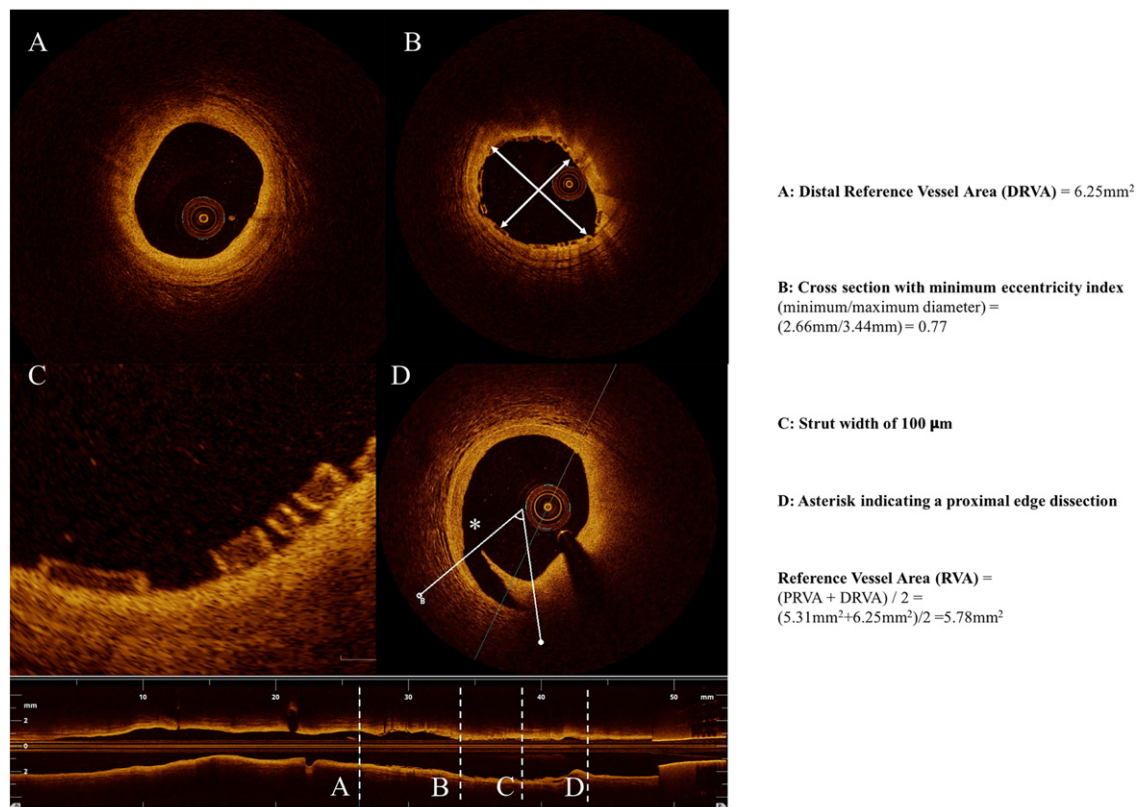 A
B
A: Distal Reference Vessel Area (DRVA) = 6.25mm²
B: Cross section with minimum eccentricity index
(minimum/maximum diameter) =
(2.66mm/3.44mm) = 0.77
C
D
C: Strut width of 100 μm
*
D: Asterisk indicating a proximal edge dissection
B
Reference Vessel Area (RVA) =
(PRVA + DRVA) / 2 =
(5.31mm²+6.25mm²)/2 =5.78mm²
10 20 30 40 50 mm
mm
2
0
2
A B C D